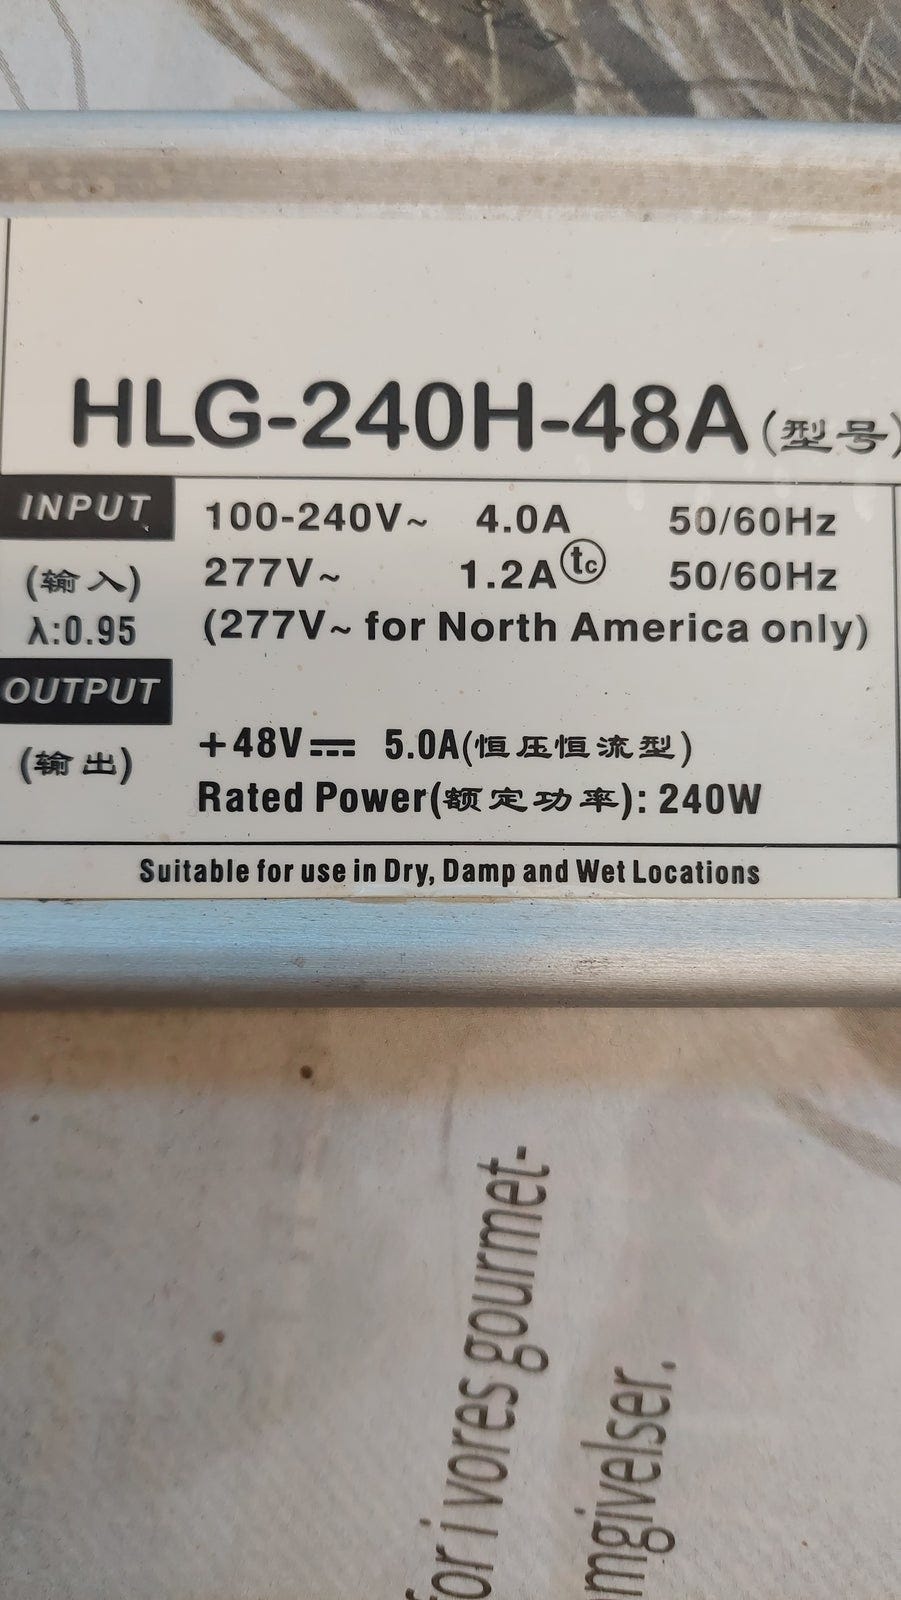 HLG-240H-48A(型号)
INPUT 100-240V~ 4.0A 50/60Hz
(输入) 277V~ 1.2A tc 50/60Hz
λ:0.95 (277V~ for North America only)
OUTPUT
(输出) +48V⎓ 5.0A(恒压恒流型)
Rated Power(额定功率): 240W
Suitable for use in Dry, Damp and Wet Locations
for i vores gourmet-
mgivelser.